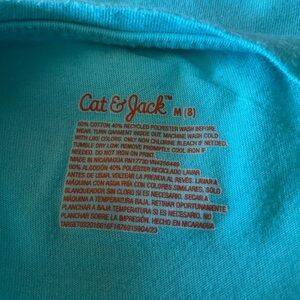 Cat & Jack™ M (8)
60% COTTON 40% RECYCLED POLYESTER WASH BEFORE
WEAR. TURN GARMENT INSIDE OUT. MACHINE WASH COLD
WITH LIKE COLORS. ONLY NON CHLORINE BLEACH IF NEEDED.
TUMBLE DRY LOW. REMOVE PROMPTLY. COOL IRON IF
NEEDED. DO NOT IRON ON PRINT.
MADE IN NICARAGUA
60% ALGODÓN 40% POLIÉSTER RECICLADO LAVAR
ANTES DE USAR. VOLTEAR LA PRENDA AL REVÉS. LAVAR A
MÁQUINA CON AGUA FRÍA CON COLORES SIMILARES. SOLO
BLANQUEADOR SIN CLORO SI ES NECESARIO. SECAR A
MÁQUINA A TEMPERATURA BAJA. RETIRAR OPORTUNAMENTE.
PLANCHAR A BAJA TEMPERATURA SI ES NECESARIO. NO
PLANCHAR SOBRE LA IMPRESIÓN. HECHO EN NICARAGUA